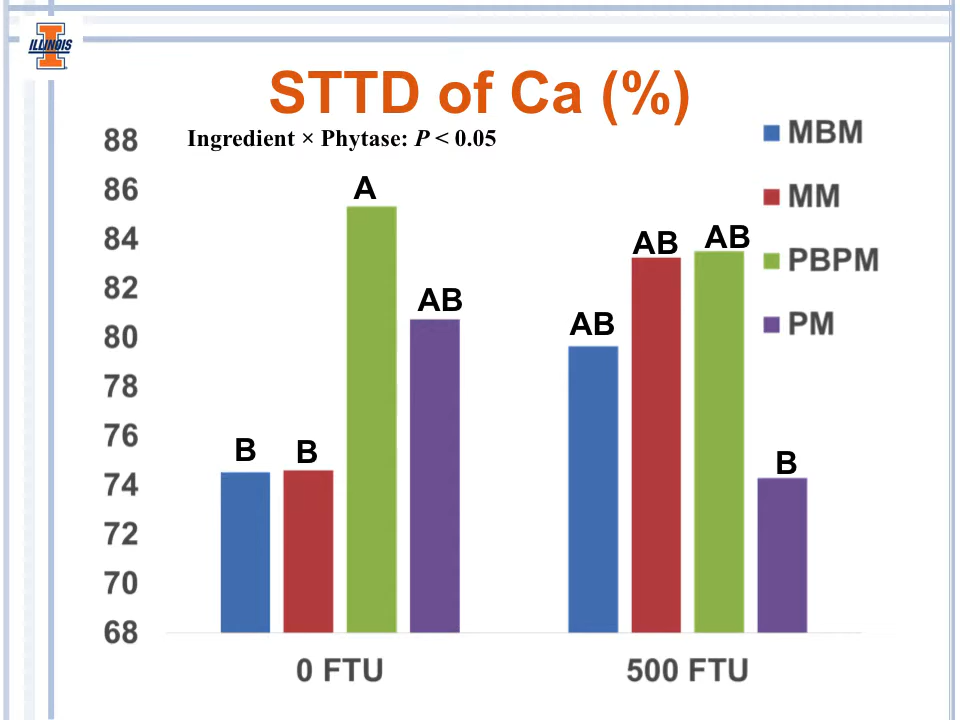 ILLINOIS
STTD of Ca (%)
Ingredient × Phytase: P < 0.05
88
86
84
82
80
78
76
74
72
70
68
B
B
A
AB
AB
AB
AB
B
0 FTU
500 FTU
MBM
MM
PBPM
PM